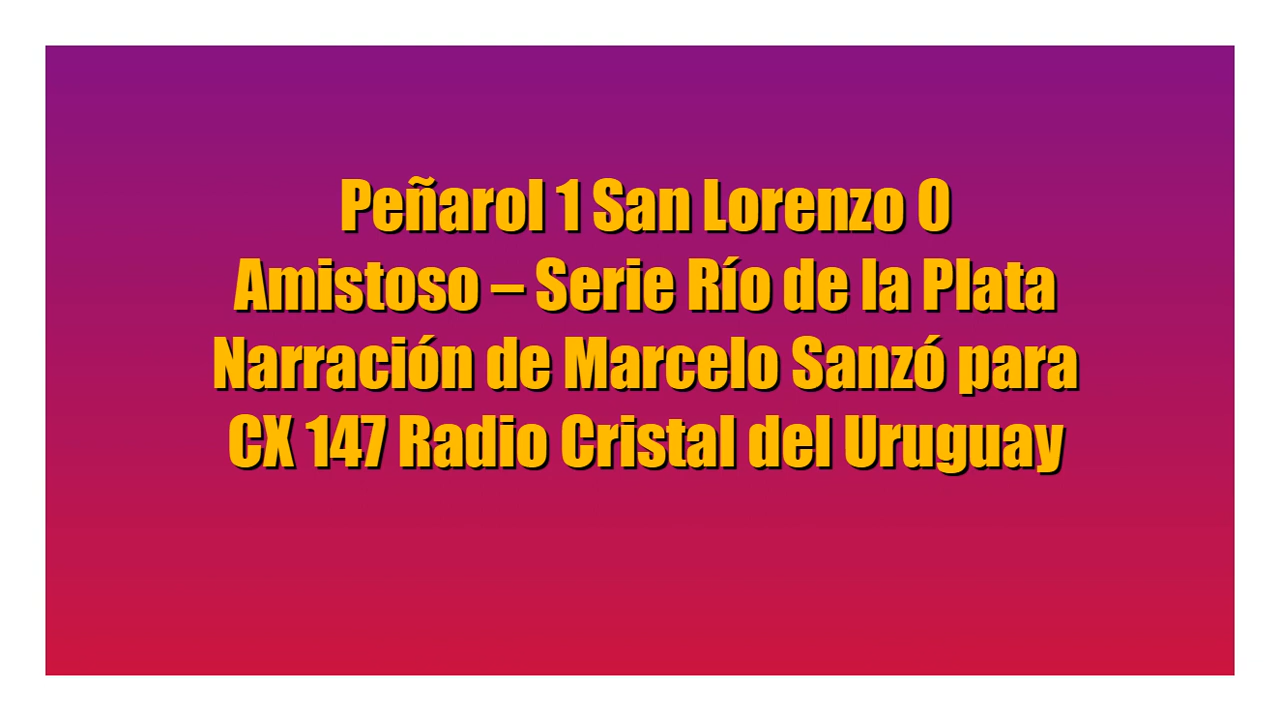 Peñarol 1 San Lorenzo 0
Amistoso – Serie Río de la Plata
Narración de Marcelo Sanzó para
CX 147 Radio Cristal del Uruguay